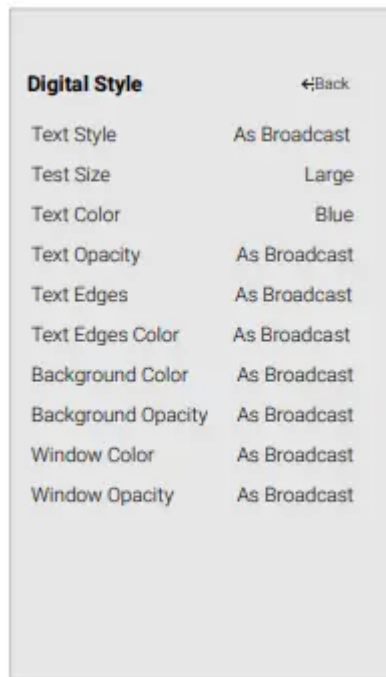 Digital Style Back
Text Style As Broadcast
Test Size Large
Text Color Blue
Text Opacity As Broadcast
Text Edges As Broadcast
Text Edges Color As Broadcast
Background Color As Broadcast
Background Opacity As Broadcast
Window Color As Broadcast
Window Opacity As Broadcast